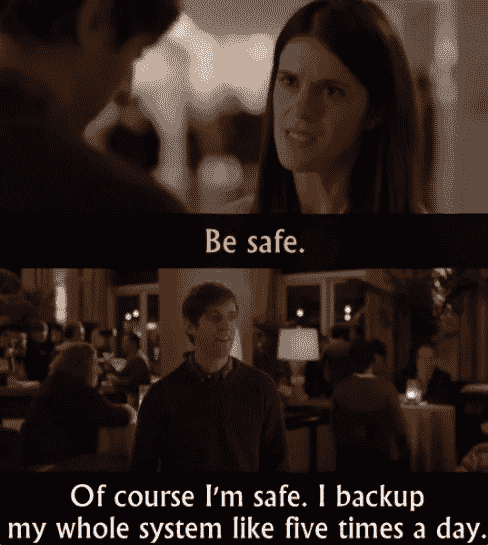 Be safe.
Of course I'm safe. I backup
my whole system like five times a day.